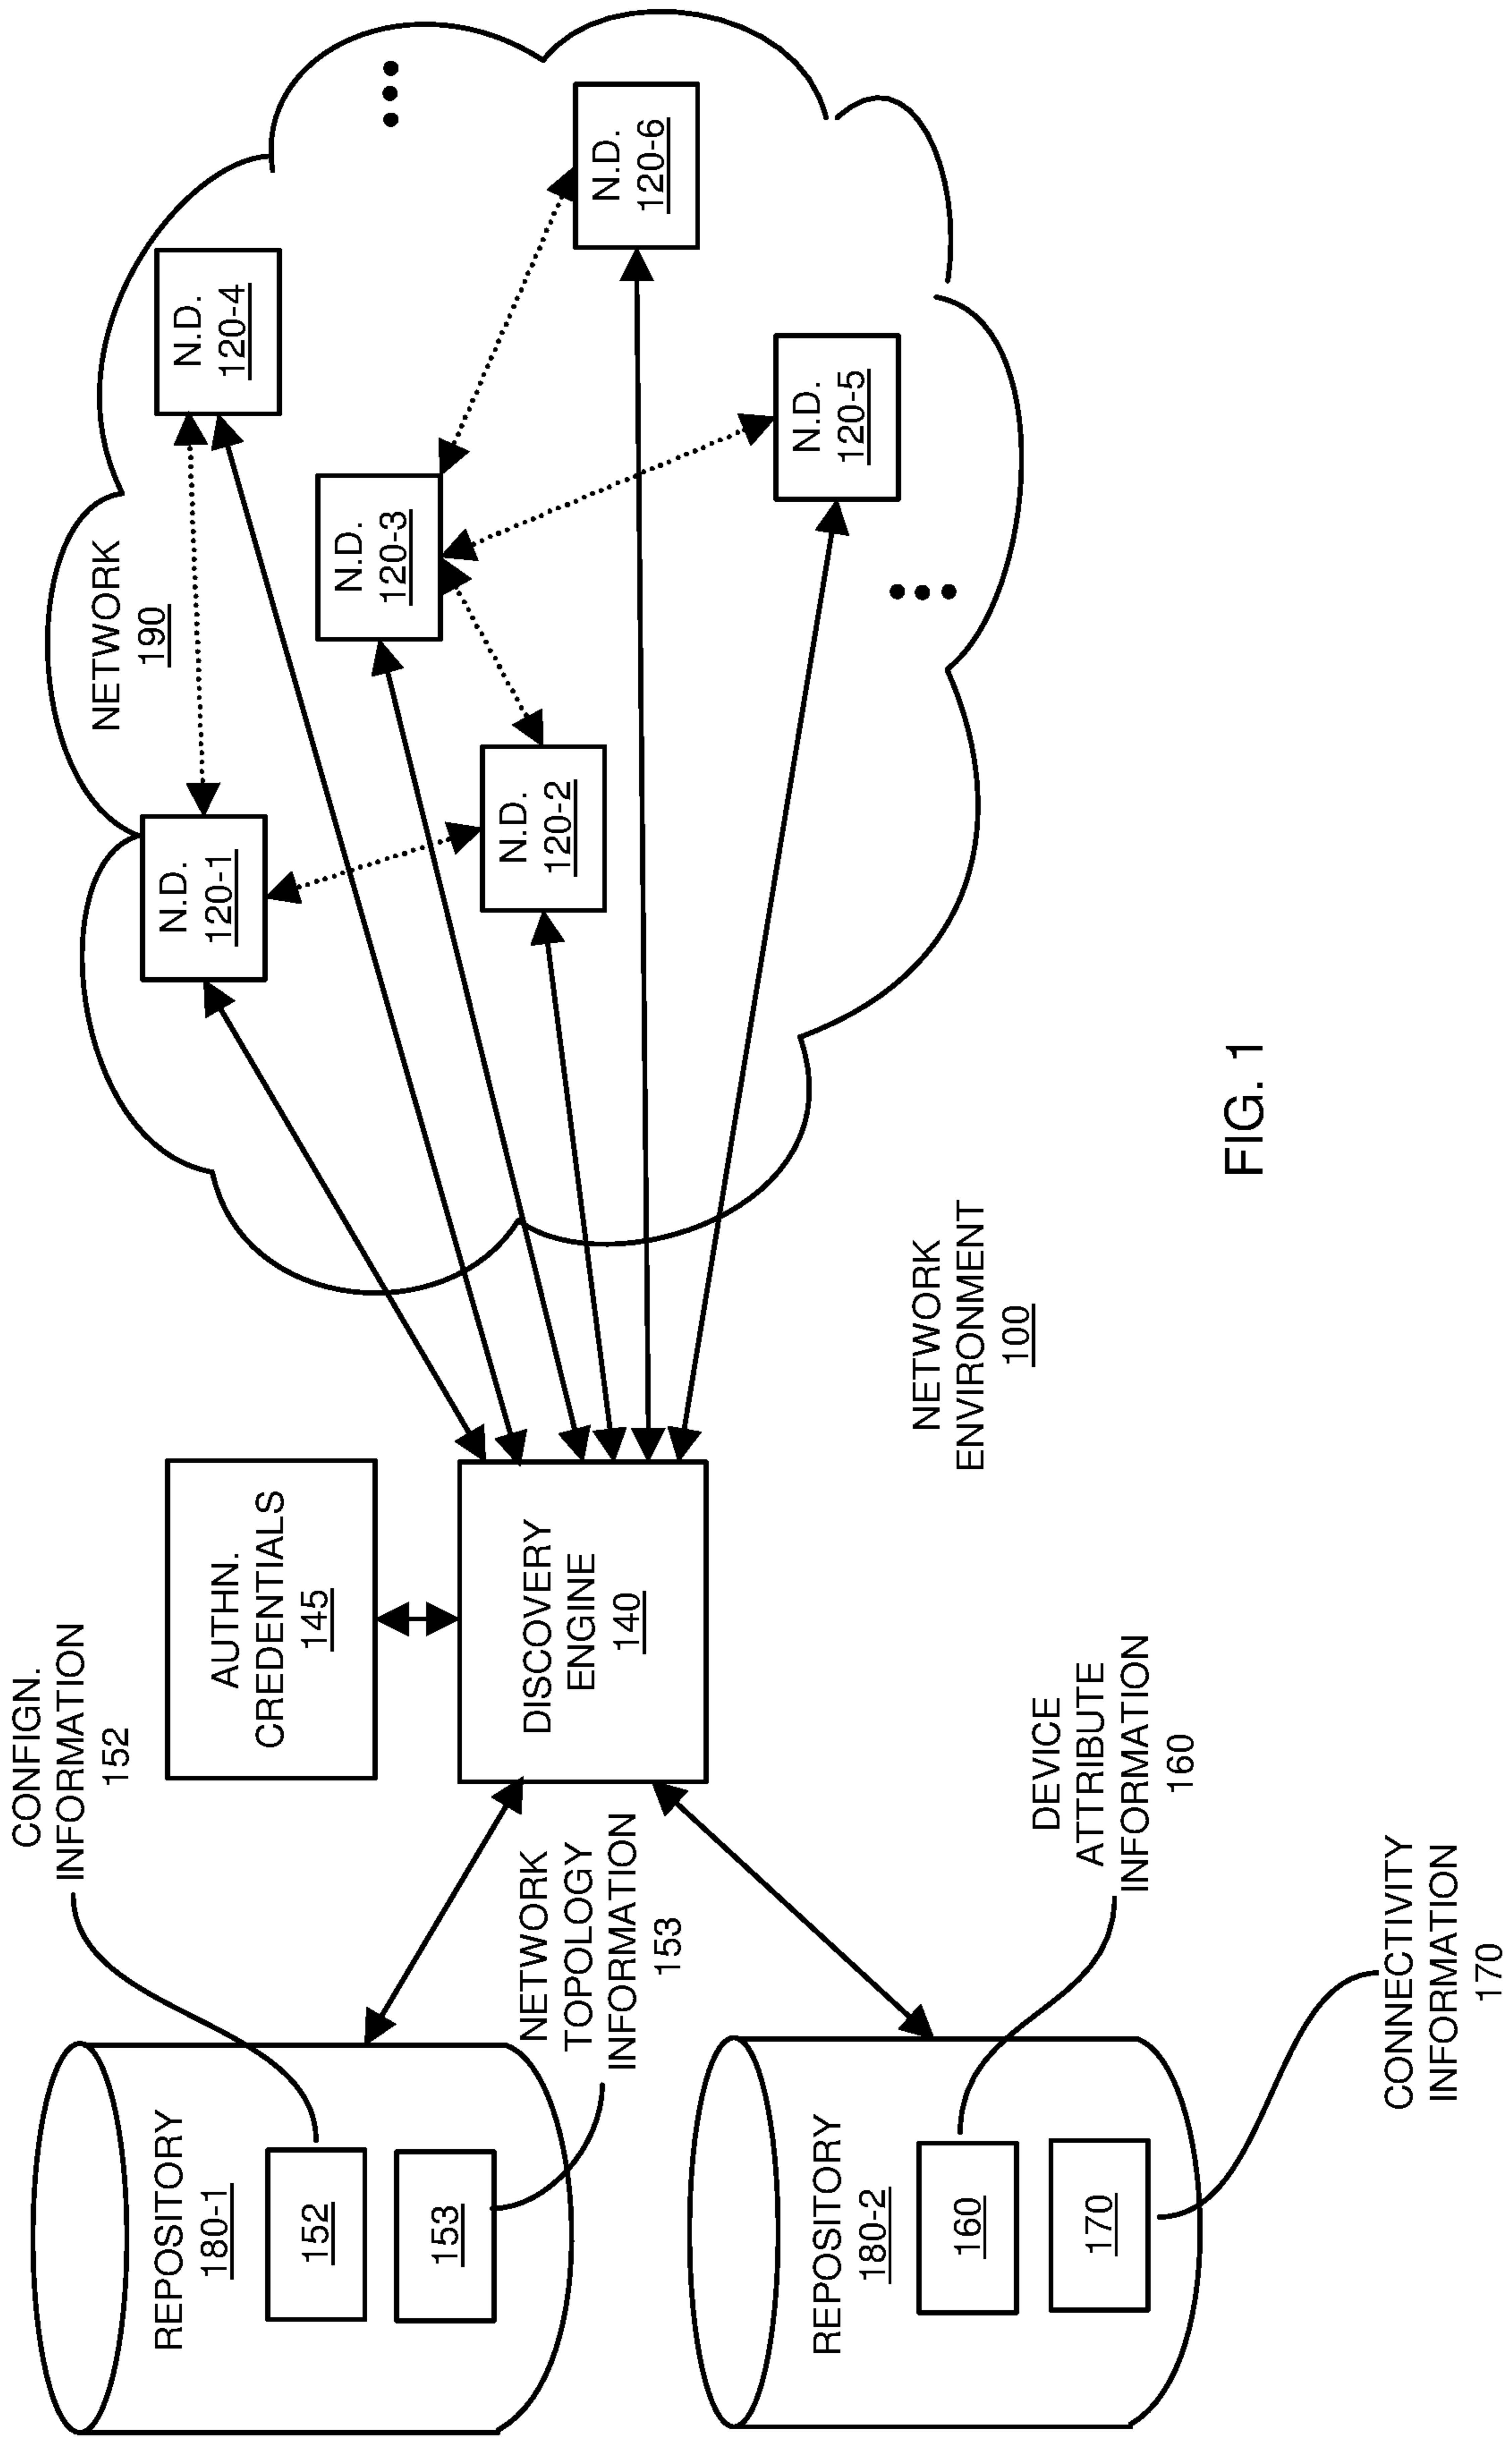 CONFIGN.
INFORMATION
152
REPOSITORY
180-1
152
153
NETWORK
TOPOLOGY
INFORMATION
153
REPOSITORY
180-2
160
170
DEVICE
ATTRIBUTE
INFORMATION
160
CONNECTIVITY
INFORMATION
170
AUTHN.
CREDENTIALS
145
DISCOVERY
ENGINE
140
NETWORK
ENVIRONMENT
100
NETWORK
190
N.D.
120-1
N.D.
120-2
N.D.
120-3
N.D.
120-4
N.D.
120-5
N.D.
120-6
FIG. 1